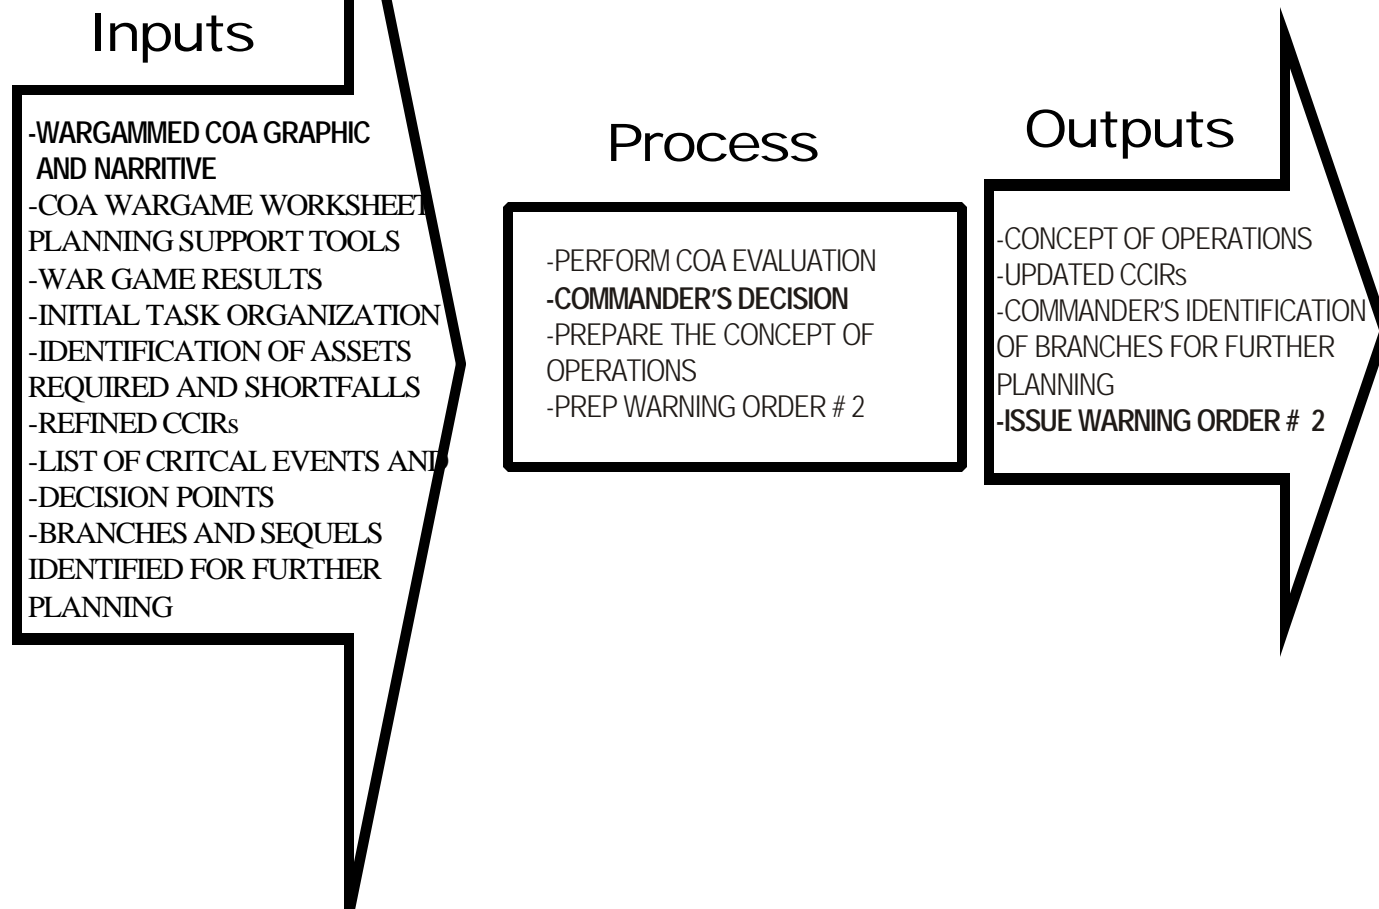 Inputs
-WARGAMMED COA GRAPHIC
AND NARRITIVE
-COA WARGAME WORKSHEET
PLANNING SUPPORT TOOLS
-WAR GAME RESULTS
-INITIAL TASK ORGANIZATION
-IDENTIFICATION OF ASSETS
REQUIRED AND SHORTFALLS
-REFINED CCIRs
-LIST OF CRITCAL EVENTS AND
-DECISION POINTS
-BRANCHES AND SEQUELS
IDENTIFIED FOR FURTHER
PLANNING
Process
-PERFORM COA EVALUATION
-COMMANDER'S DECISION
-PREPARE THE CONCEPT OF
OPERATIONS
-PREP WARNING ORDER # 2
Outputs
-CONCEPT OF OPERATIONS
-UPDATED CCIRs
-COMMANDER'S IDENTIFICATION
OF BRANCHES FOR FURTHER
PLANNING
-ISSUE WARNING ORDER # 2